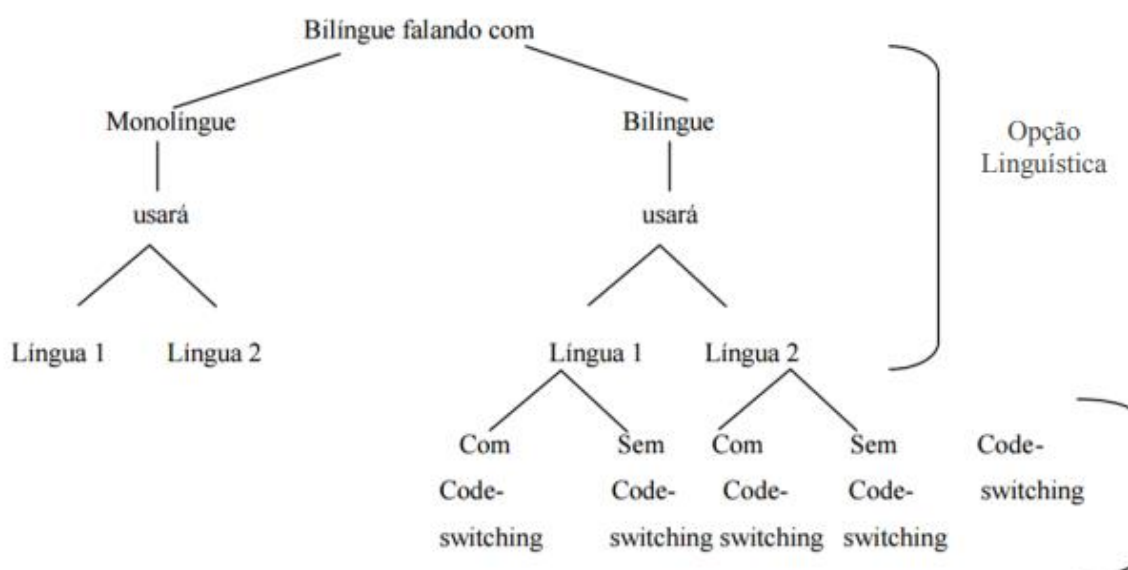 Bilíngue falando com
Monolíngue Bilíngue
Opção
Linguística
usará usará
Língua 1 Língua 2 Língua 1 Língua 2
Com Sem Com Sem Code-
Code- Code- Code- Code- switching
switching switching switching switching